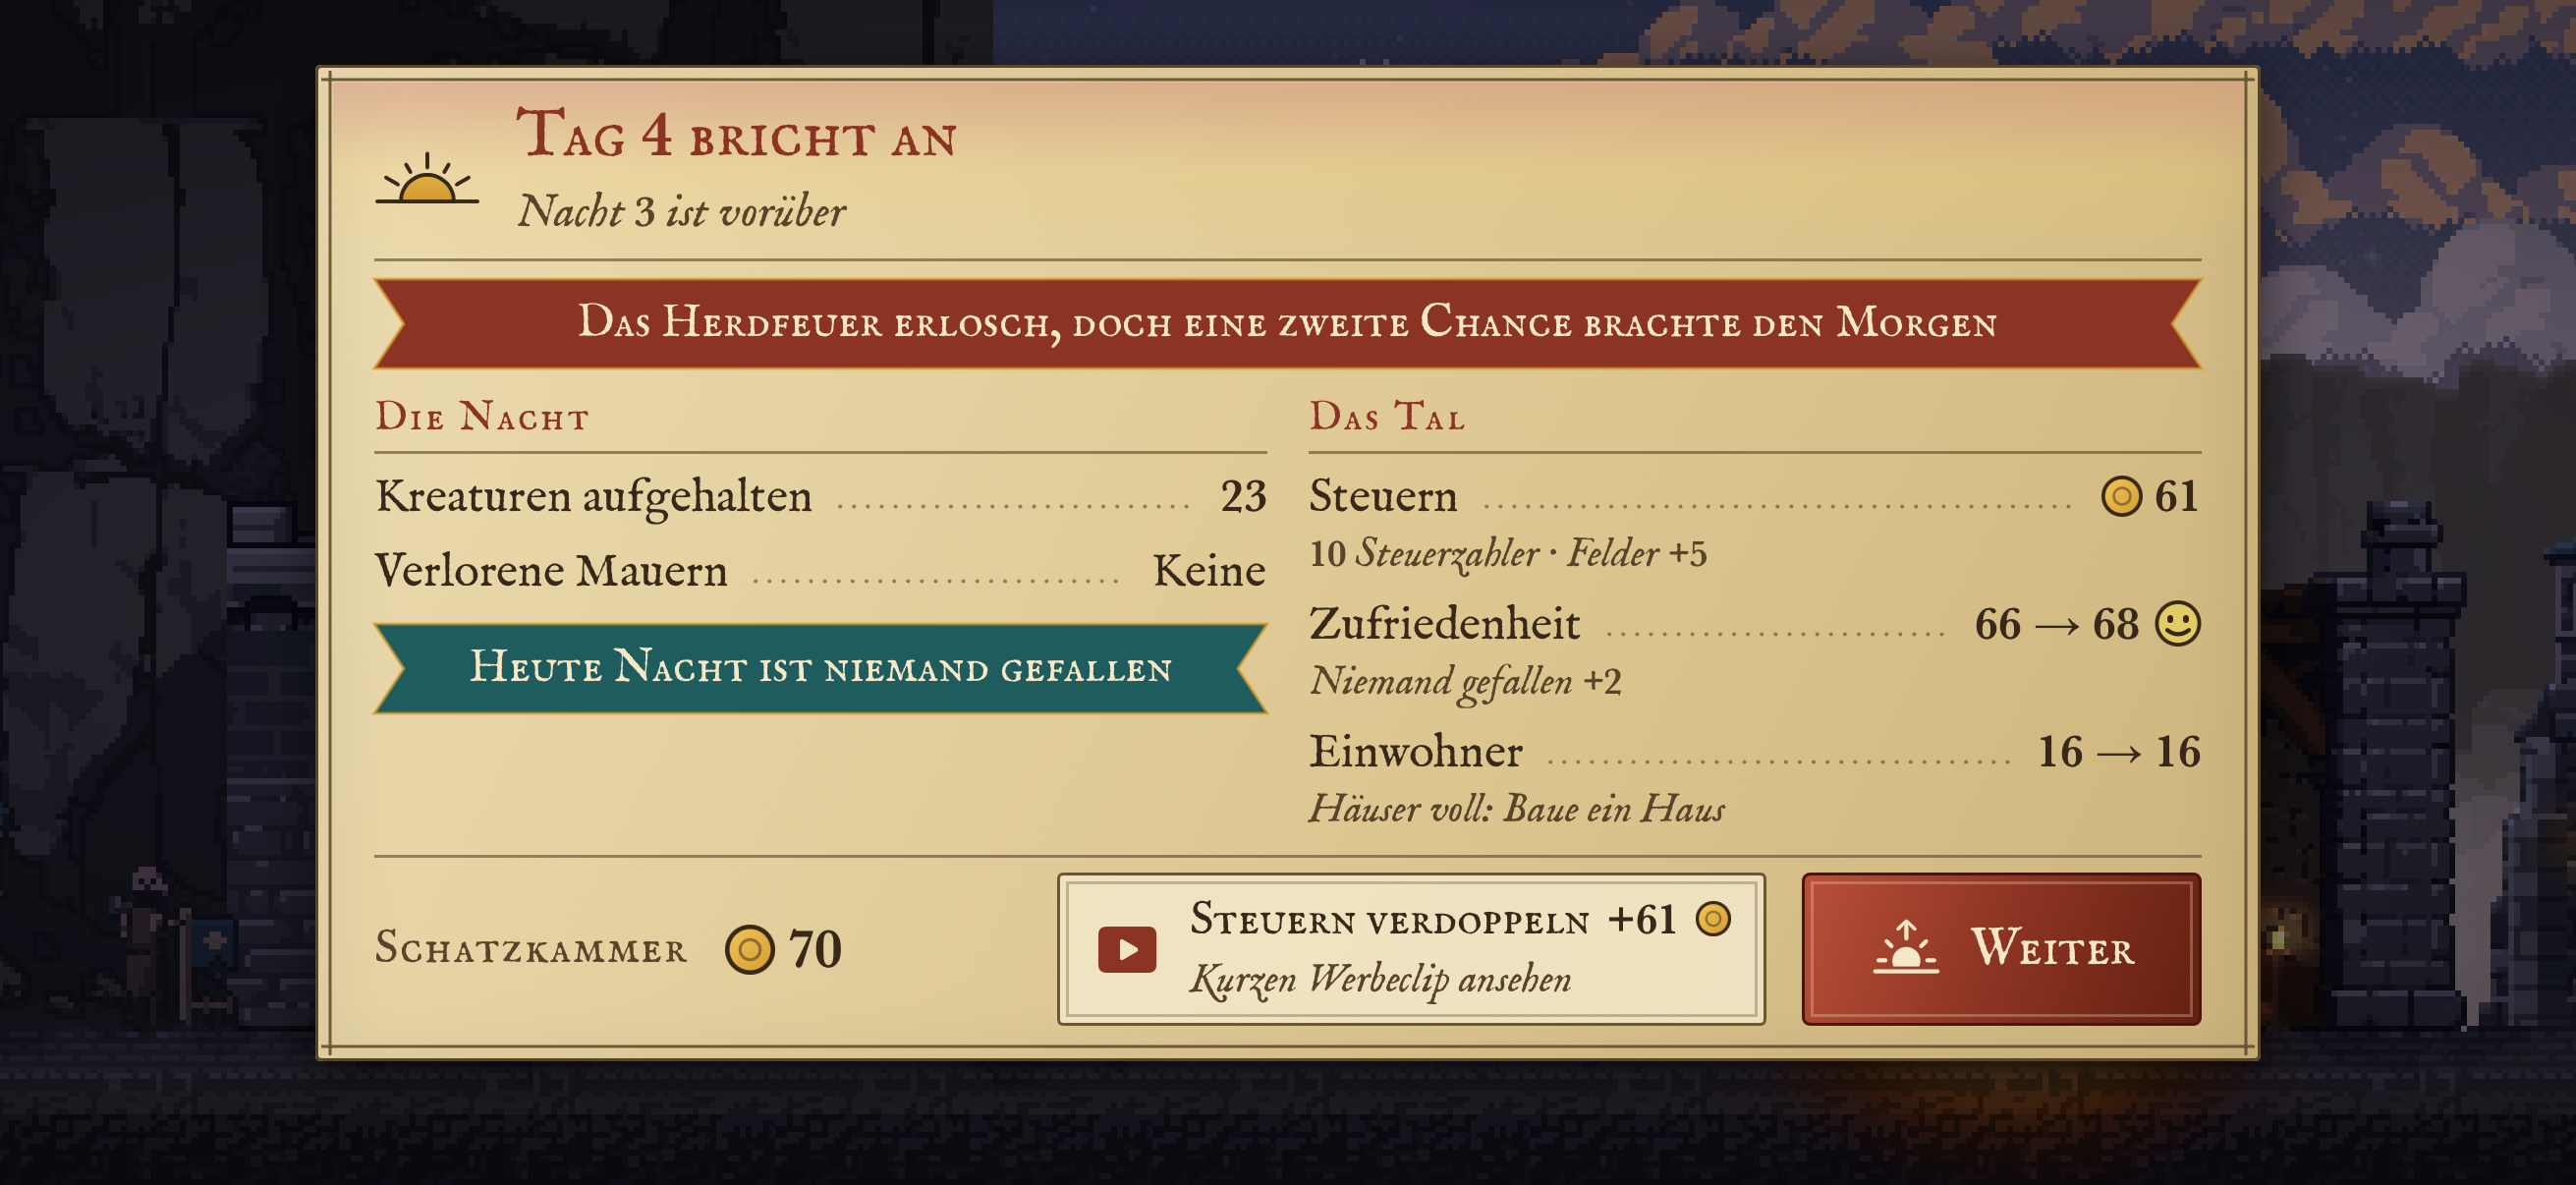 Tag 4 bricht an
Nacht 3 ist vorüber
Das Herdfeuer erlosch, doch eine zweite Chance brachte den Morgen
Die Nacht
Kreaturen aufgehalten 23
Verlorene Mauern Keine
Heute Nacht ist niemand gefallen
Das Tal
Steuern 61
10 Steuerzahler · Felder +5
Zufriedenheit 66 → 68
Niemand gefallen +2
Einwohner 16 → 16
Häuser voll: Baue ein Haus
Schatzkammer 70
Steuern verdoppeln +61
Kurzen Werbeclip ansehen
Weiter